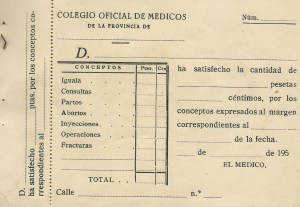 COLEGIO OFICIAL DE MEDICOS
DE LA PROVINCIA DE
Núm.
D.
CONCEPTOS Ptas. Cts.
Iguala
Consultas
Partos
Abortos
Inyecciones
Operaciones
Fracturas
TOTAL
ha satisfecho la cantidad de
pesetas
céntimos, por los
conceptos expresados al margen
correspondientes al
de la fecha.
de de 195
EL MEDICO,
Calle n.º
D.
ha satisfecho
ptas. por los conceptos co-
rrespondientes al